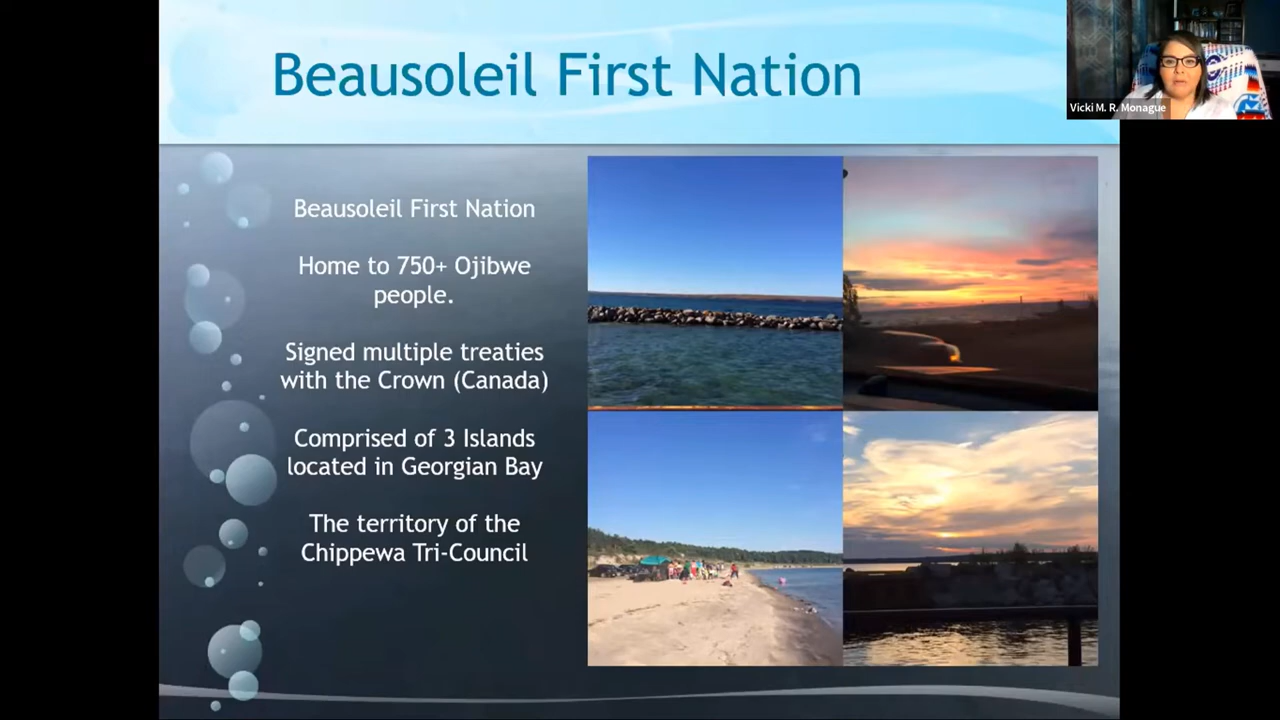 Beausoleil First Nation
Vicki M. R. Monague
Beausoleil First Nation
Home to 750+ Ojibwe
people.
Signed multiple treaties
with the Crown (Canada)
Comprised of 3 Islands
located in Georgian Bay
The territory of the
Chippewa Tri-Council